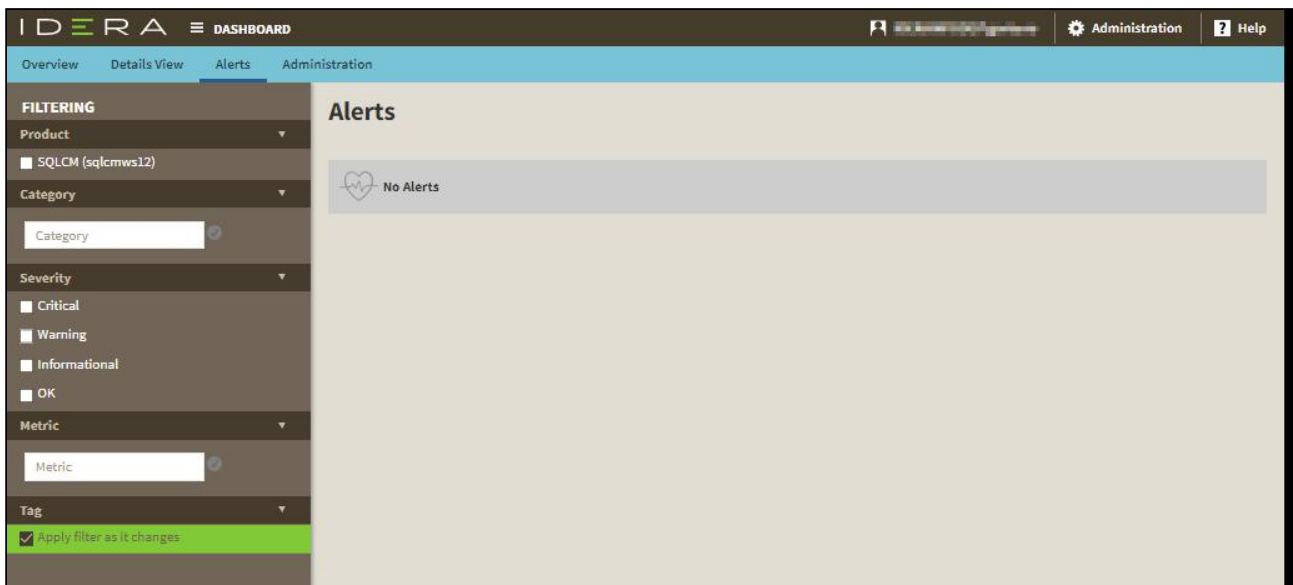 IDERA DASHBOARD Administration ? Help
Overview Details View Alerts Administration
FILTERING
Product
SQLCM (sqlcmws12)
Category
Category
Severity
Critical
Warning
Informational
OK
Metric
Metric
Tag
Apply filter as it changes
Alerts
No Alerts